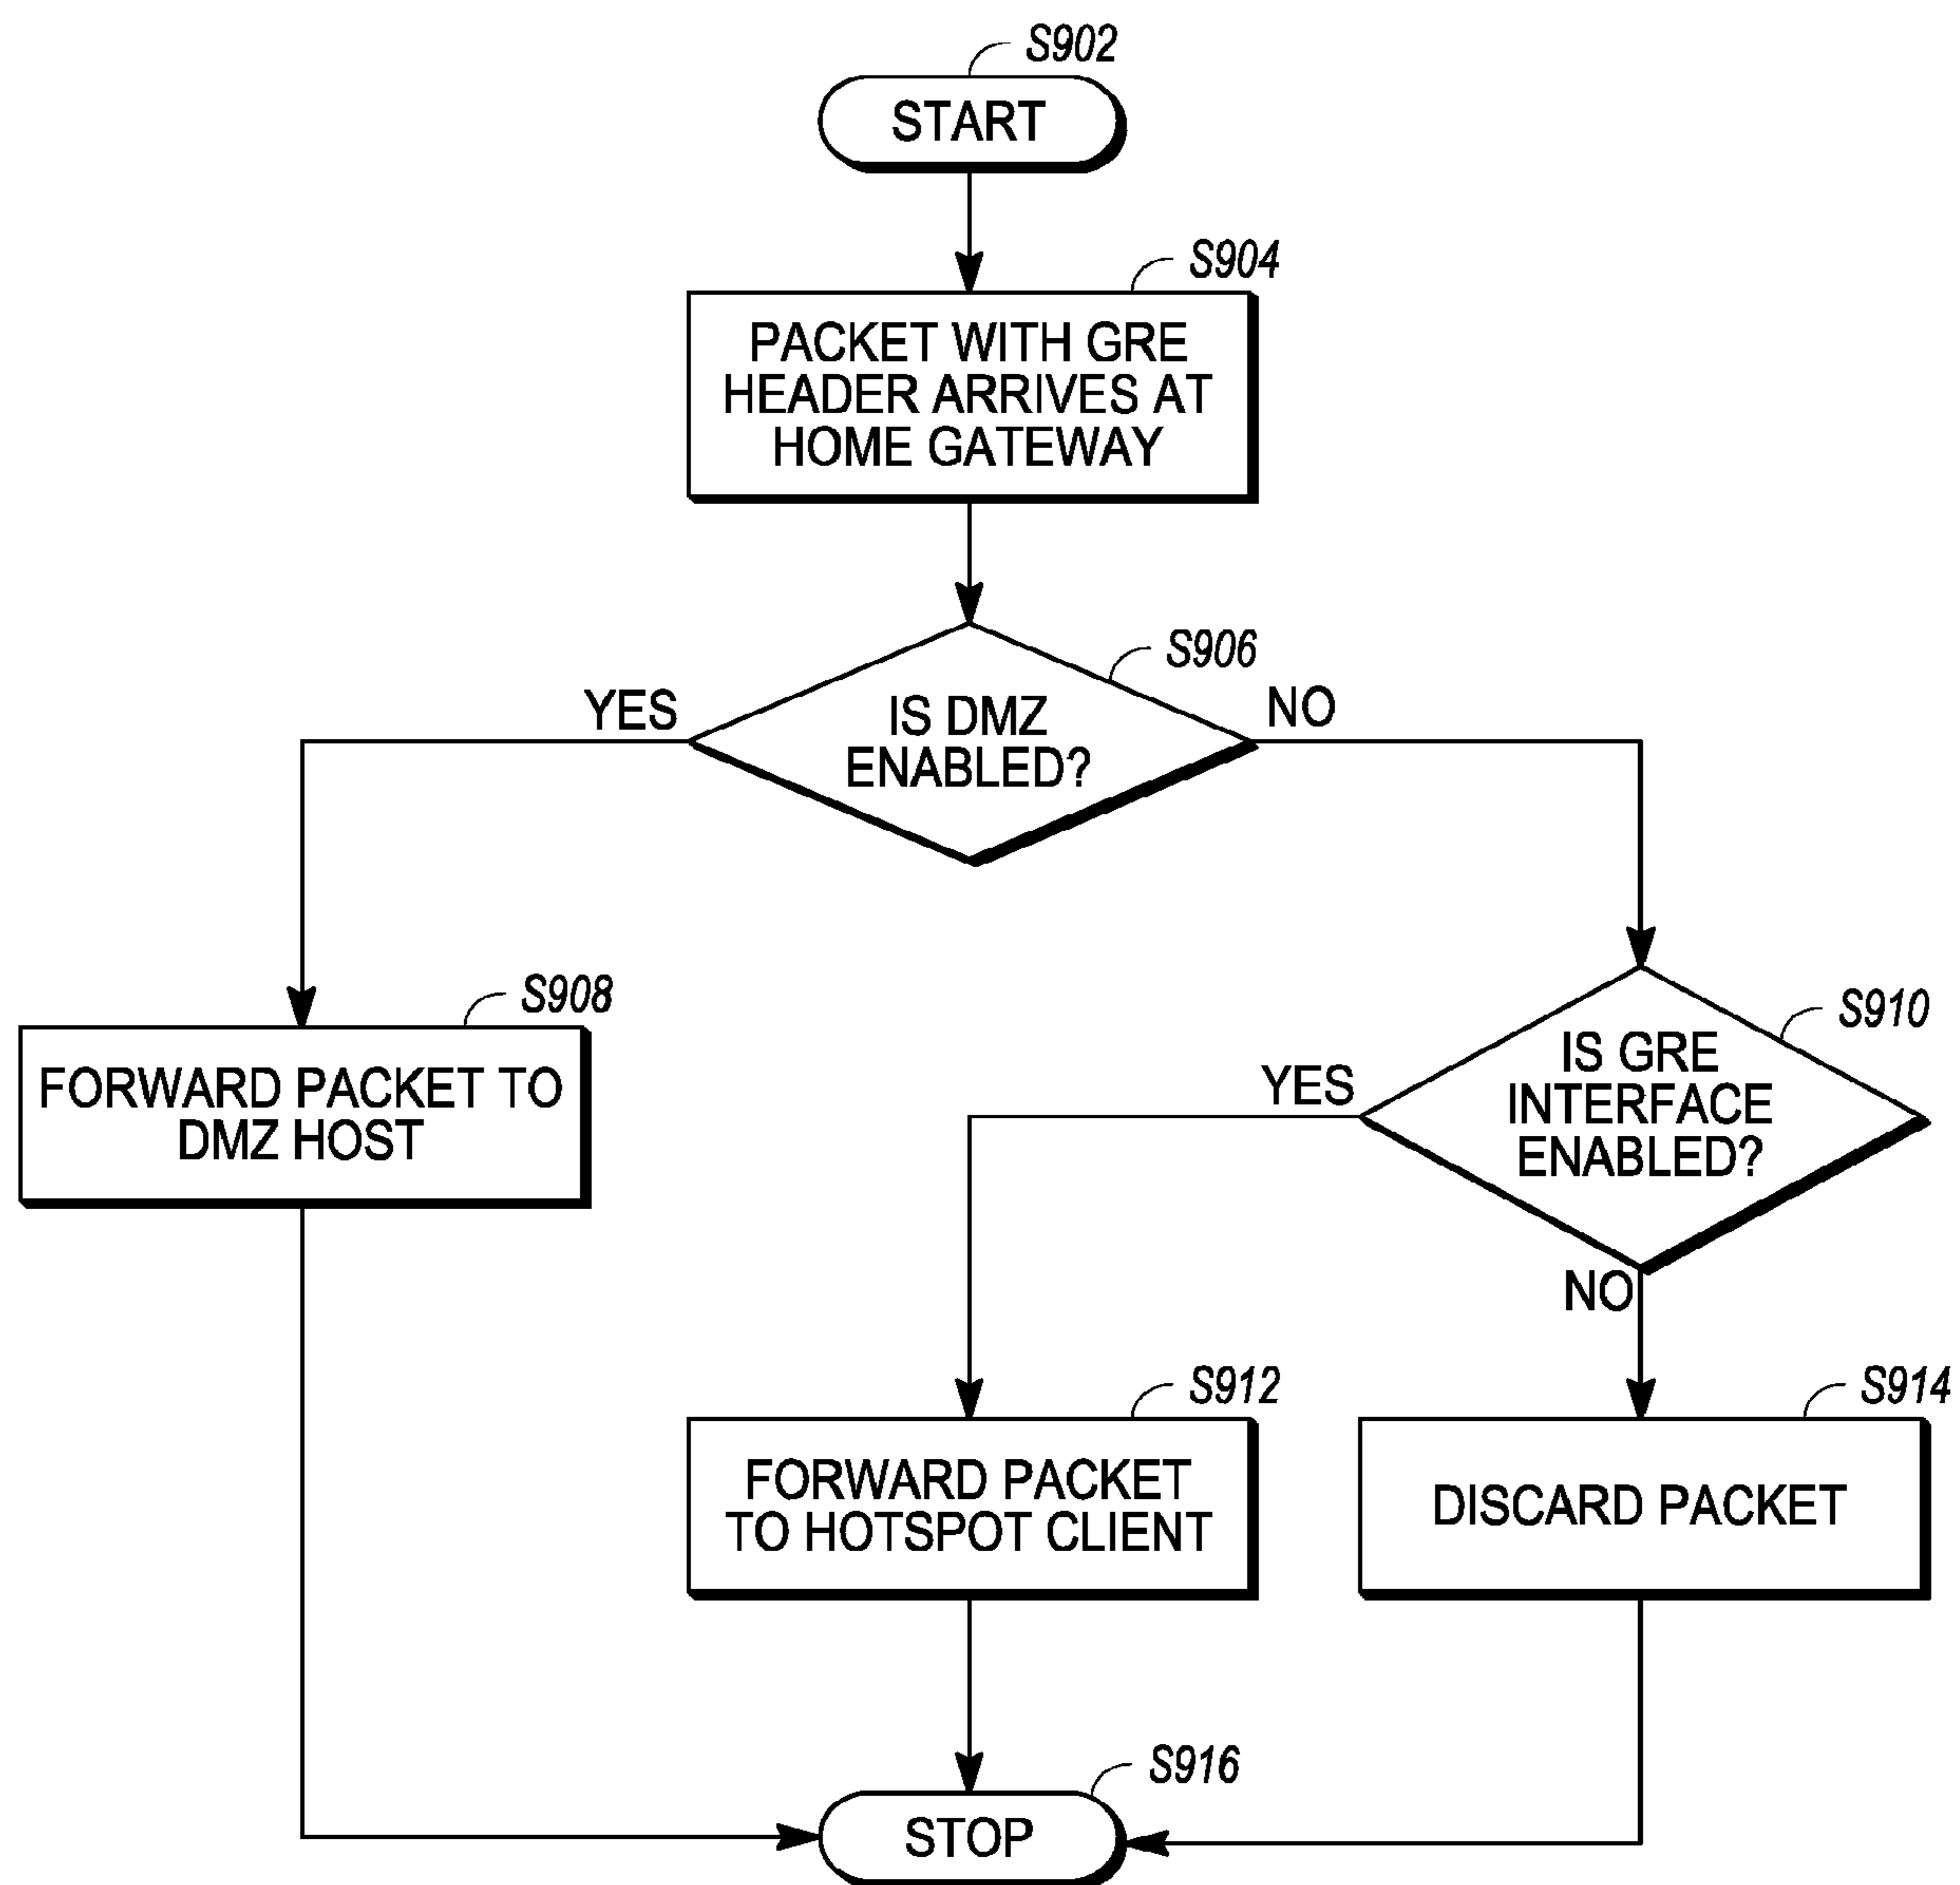 S902
START
S904
PACKET WITH GRE
HEADER ARRIVES AT
HOME GATEWAY
S906
YES
IS DMZ
ENABLED?
NO
S908
FORWARD PACKET TO
DMZ HOST
S910
YES
IS GRE
INTERFACE
ENABLED?
NO
S912
FORWARD PACKET
TO HOTSPOT CLIENT
S914
DISCARD PACKET
S916
STOP